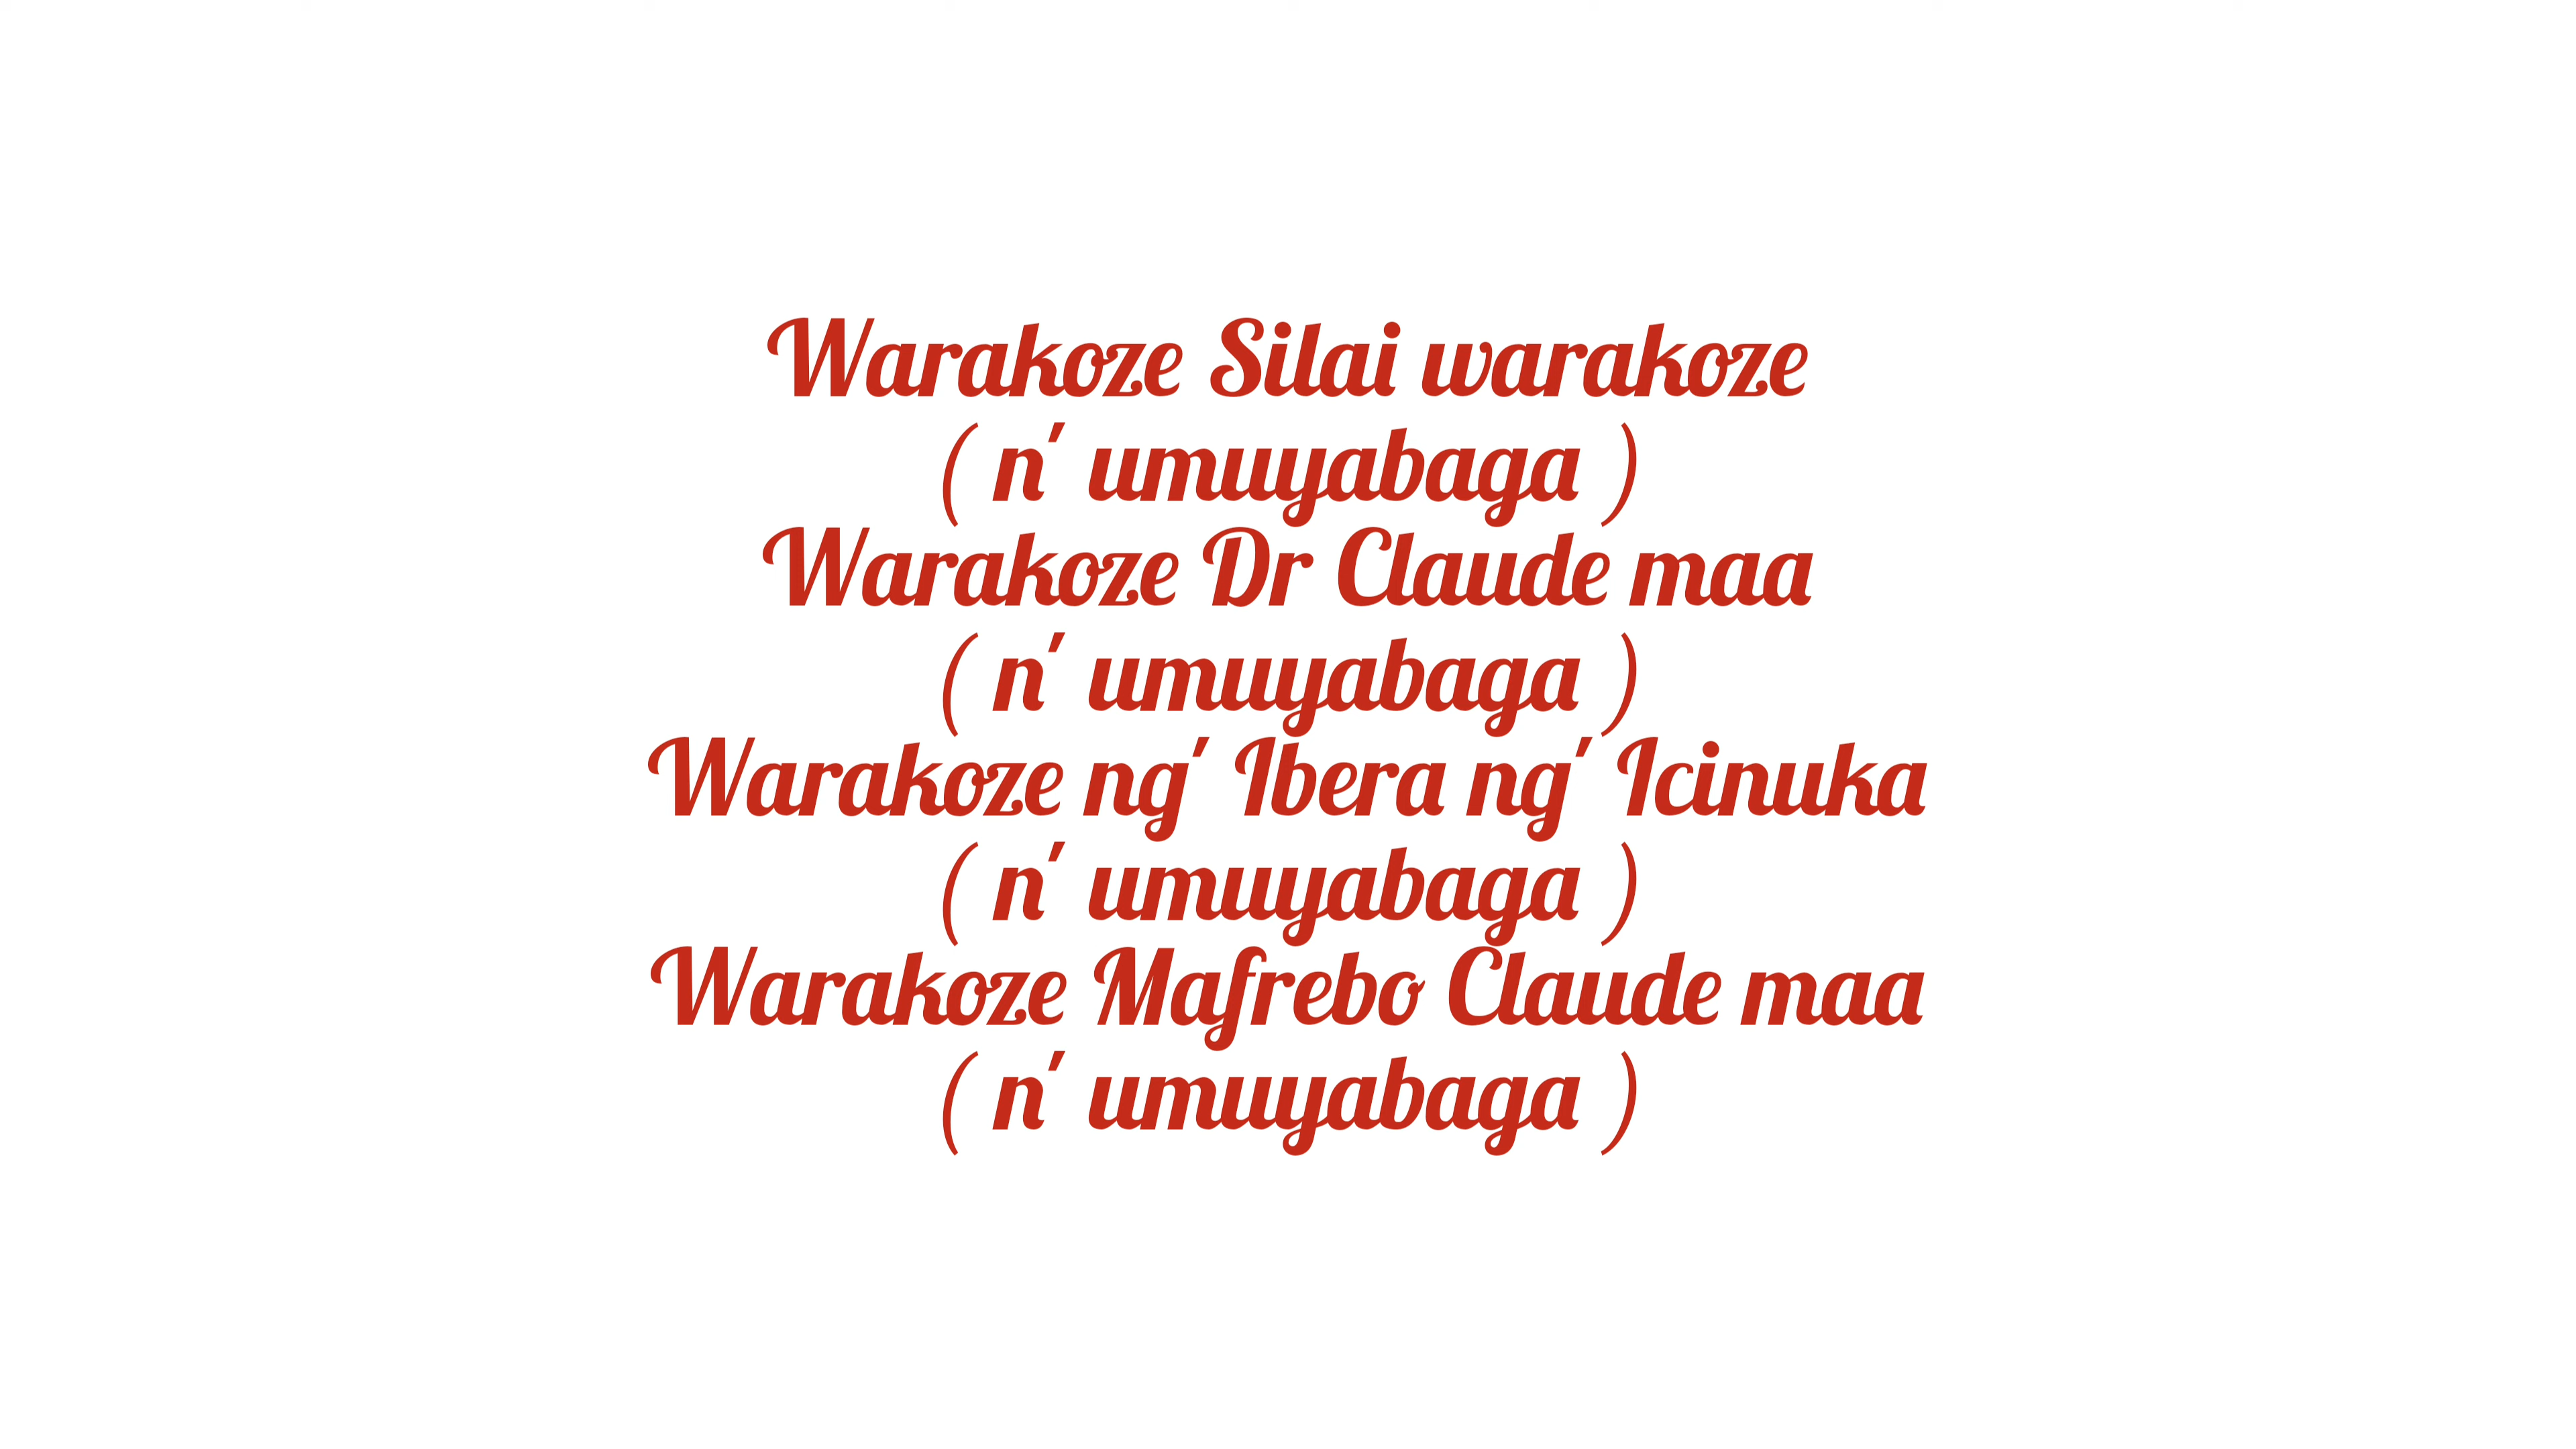 Warakoze Silai warakoze
( n' umuyabaga )
Warakoze Dr Claude maa
( n' umuyabaga )
Warakoze ng' Ibera ng' Icinuka
( n' umuyabaga )
Warakoze Mafrebo Claude maa
( n' umuyabaga )